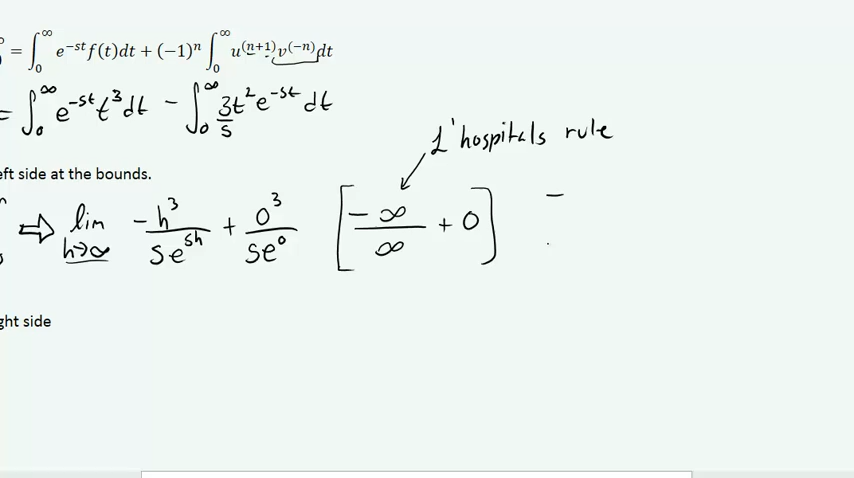 = ∫₀^∞ e^{-st} f(t)dt + (-1)^n ∫₀^∞ u^{(n+1)} v^{(-n)} dt
= ∫₀^∞ e^{-st} t³ dt - ∫₀^∞ 3t²/s e^{-st} dt
L'hospitals rule
eft side at the bounds.
⇒ lim h→∞ -h³/se^{sh} + 0³/se⁰ [-∞/∞ + 0] -
ght side